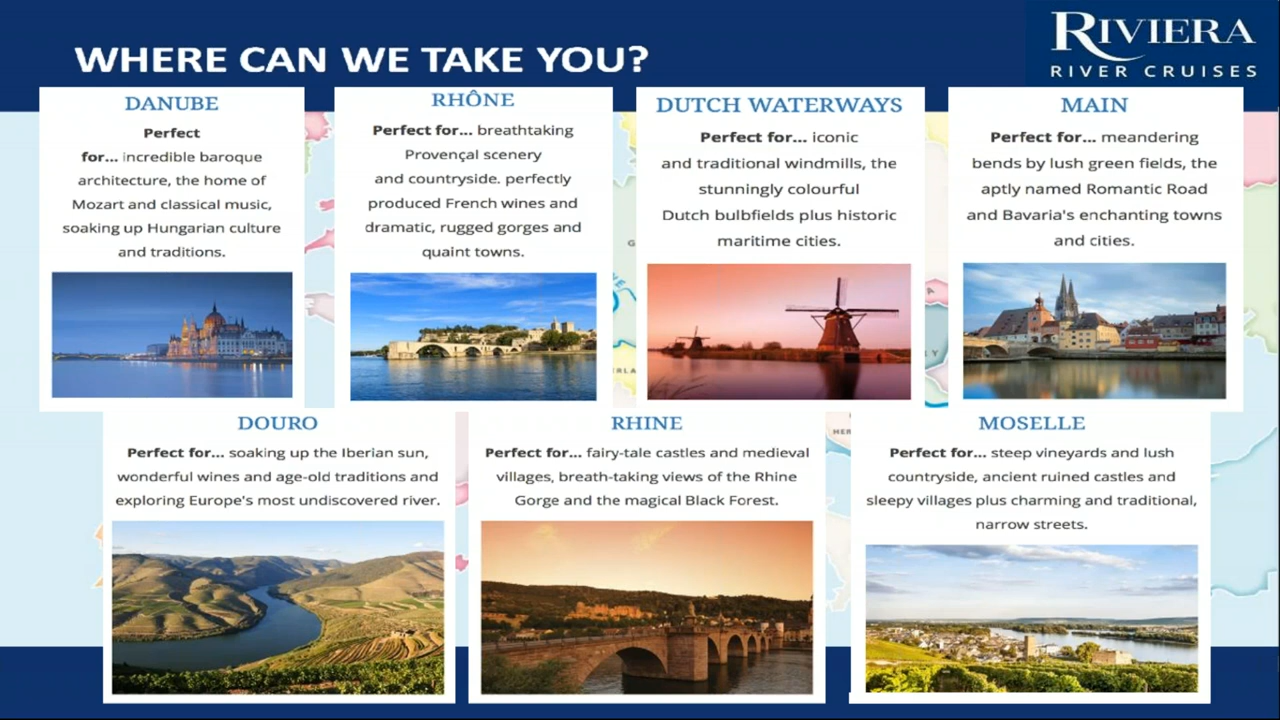 WHERE CAN WE TAKE YOU?
RIVIERA
RIVER CRUISES
DANUBE
Perfect
for... incredible baroque
architecture, the home of
Mozart and classical music,
soaking up Hungarian culture
and traditions.
RHÔNE
Perfect for... breathtaking
Provençal scenery
and countryside. perfectly
produced French wines and
dramatic, rugged gorges and
quaint towns.
DUTCH WATERWAYS
Perfect for... iconic
and traditional windmills, the
stunningly colourful
Dutch bulbfields plus historic
maritime cities.
MAIN
Perfect for... meandering
bends by lush green fields, the
aptly named Romantic Road
and Bavaria's enchanting towns
and cities.
DOURO
Perfect for... soaking up the Iberian sun,
wonderful wines and age-old traditions and
exploring Europe's most undiscovered river.
RHINE
Perfect for... fairy-tale castles and medieval
villages, breath-taking views of the Rhine
Gorge and the magical Black Forest.
MOSELLE
Perfect for... steep vineyards and lush
countryside, ancient ruined castles and
sleepy villages plus charming and traditional,
narrow streets.